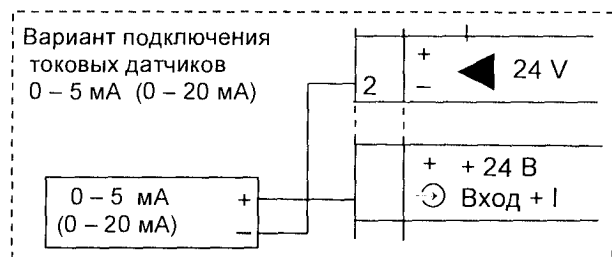 Вариант подключения
токовых датчиков
0 – 5 мА (0 – 20 мА)
+
24 V
2
–
+ + 24 В
Вход + I
0 – 5 мА +
(0 – 20 мА) –